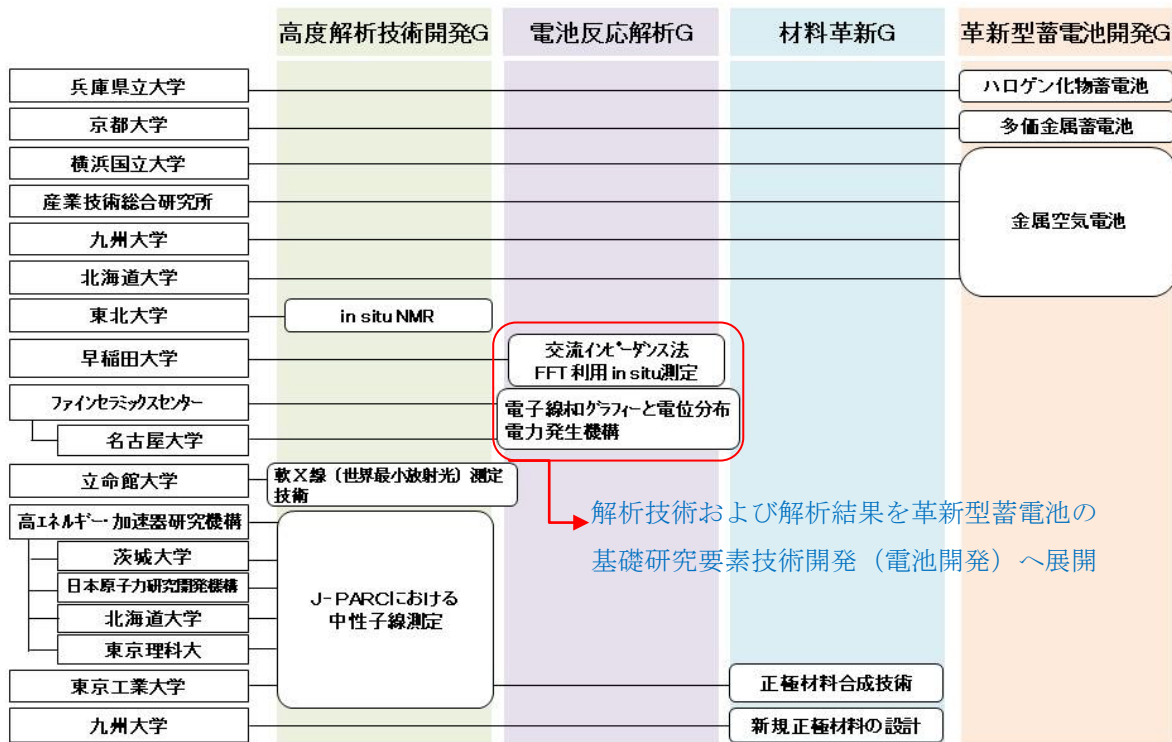 高度解析技術開発G
電池反応解析G
材料革新G
革新型蓄電池開発G
兵庫県立大学
ハロゲン化物蓄電池
京都大学
多価金属蓄電池
横浜国立大学
産業技術総合研究所
金属空気電池
九州大学
北海道大学
東北大学
in situ NMR
早稲田大学
交流インピーダンス法
FFT利用in situ測定
ファインセラミックスセンター
電子線ホログラフィーと電位分布
電力発生機構
名古屋大学
立命館大学
軟X線(世界最小放射光)測定
技術
解析技術および解析結果を革新型蓄電池の
基礎研究要素技術開発(電池開発)へ展開
高エネルギー・加速器研究機構
茨城大学
日本原子力研究開発機構
J-PARCにおける
中性子線測定
北海道大学
東京理科大
東京工業大学
正極材料合成技術
九州大学
新規正極材料の設計